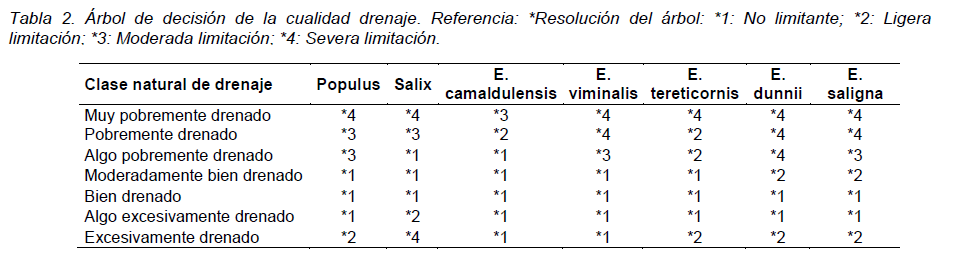 Tabla 2. Árbol de decisión de la cualidad drenaje. Referencia: *Resolución del árbol: *1: No limitante; *2: Ligera
limitación; *3: Moderada limitación; *4: Severa limitación.
Clase natural de drenaje Populus Salix E. camaldulensis E. viminalis E. tereticornis E. dunnii E. saligna
Muy pobremente drenado *4 *4 *3 *4 *4 *4 *4
Pobremente drenado *3 *3 *2 *4 *2 *4 *4
Algo pobremente drenado *3 *1 *1 *3 *2 *4 *3
Moderadamente bien drenado *1 *1 *1 *1 *1 *2 *2
Bien drenado *1 *1 *1 *1 *1 *1 *1
Algo excesivamente drenado *1 *2 *1 *1 *1 *1 *1
Excesivamente drenado *2 *4 *1 *1 *2 *2 *2